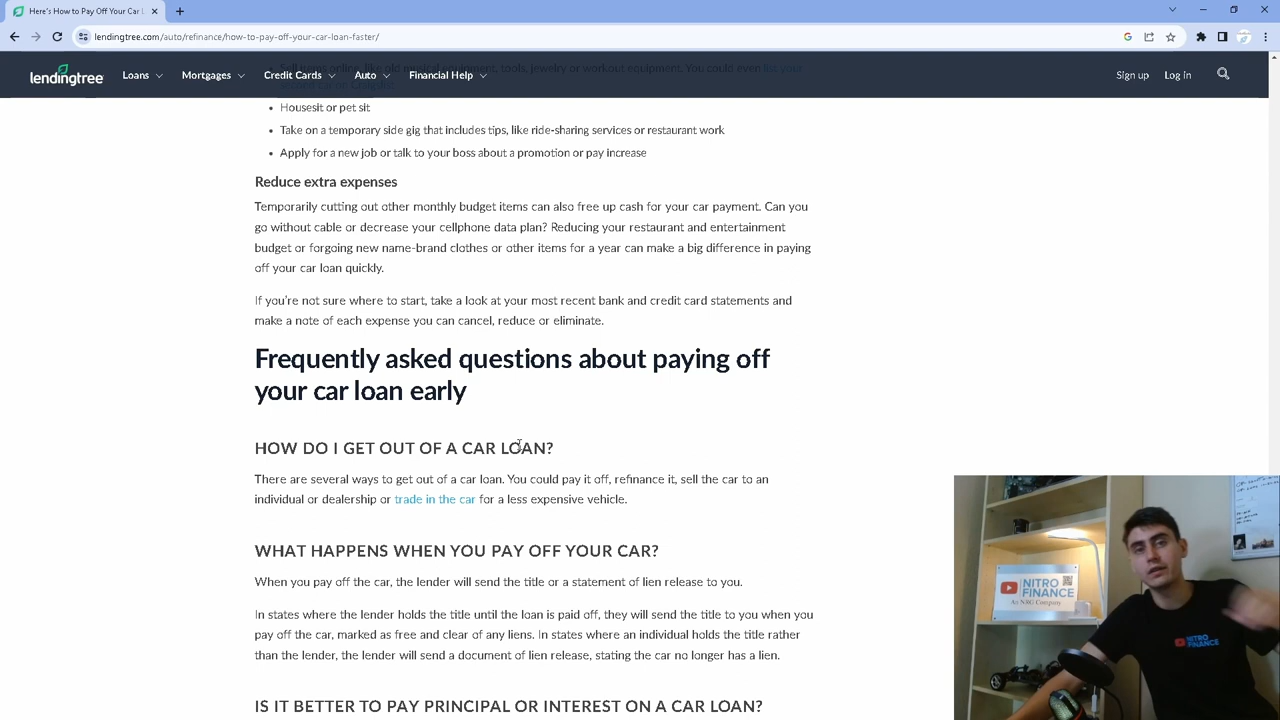 Here's How to Pay Off Your Car L
lendingtree.com/auto/refinance/how-to-pay-off-your-car-loan-faster/
lendingtree Loans Mortgages Credit Cards Auto Financial Help Sign up Log in
Housesit or pet sit
Take on a temporary side gig that includes tips, like ride-sharing services or restaurant work
Apply for a new job or talk to your boss about a promotion or pay increase
Reduce extra expenses
Temporarily cutting out other monthly budget items can also free up cash for your car payment. Can you
go without cable or decrease your cellphone data plan? Reducing your restaurant and entertainment
budget or forgoing new name-brand clothes or other items for a year can make a big difference in paying
off your car loan quickly.
If you're not sure where to start, take a look at your most recent bank and credit card statements and
make a note of each expense you can cancel, reduce or eliminate.
Frequently asked questions about paying off
your car loan early
HOW DO I GET OUT OF A CAR LOAN?
There are several ways to get out of a car loan. You could pay it off, refinance it, sell the car to an
individual or dealership or trade in the car for a less expensive vehicle.
WHAT HAPPENS WHEN YOU PAY OFF YOUR CAR?
When you pay off the car, the lender will send the title or a statement of lien release to you.
In states where the lender holds the title until the loan is paid off, they will send the title to you when you
pay off the car, marked as free and clear of any liens. In states where an individual holds the title rather
than the lender, the lender will send a document of lien release, stating the car no longer has a lien.
IS IT BETTER TO PAY PRINCIPAL OR INTEREST ON A CAR LOAN?
NITRO
FINANCE
An NRG Company
NITRO
FINANCE